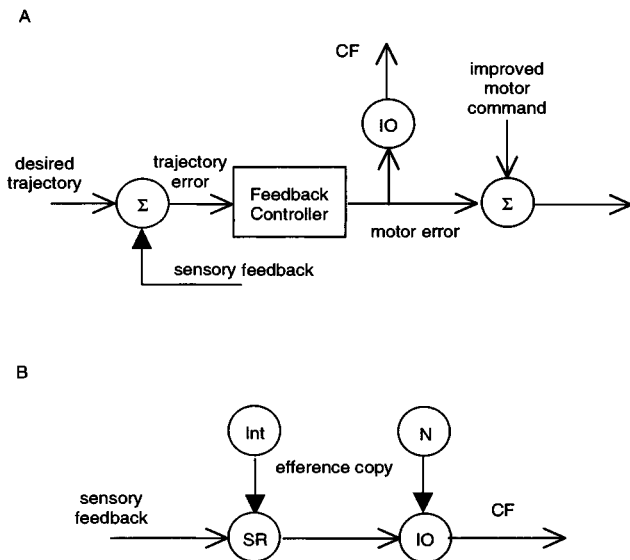 A
CF
improved
motor
command
IO
desired
trajectory
trajectory
error
Σ
Feedback
Controller
Σ
motor error
sensory feedback
B
Int
N
efference copy
sensory
feedback
CF
SR
IO